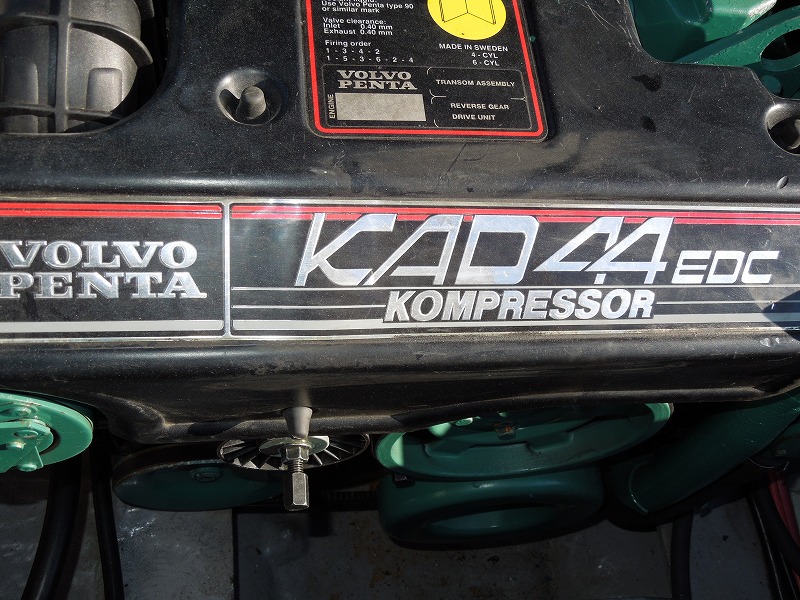 Use Volvo Penta type 90
or similar mark
Valve clearance:
Inlet 0.40 mm
Exhaust 0.40 mm
Firing order
1 - 3 - 4 - 2
1 - 5 - 3 - 6 - 2 - 4
MADE IN SWEDEN
4 - CYL
6 - CYL
VOLVO
PENTA
ENGINE
TRANSOM ASSEMBLY
REVERSE GEAR
DRIVE UNIT
VOLVO
PENTA
KAD 44 EDC
KOMPRESSOR